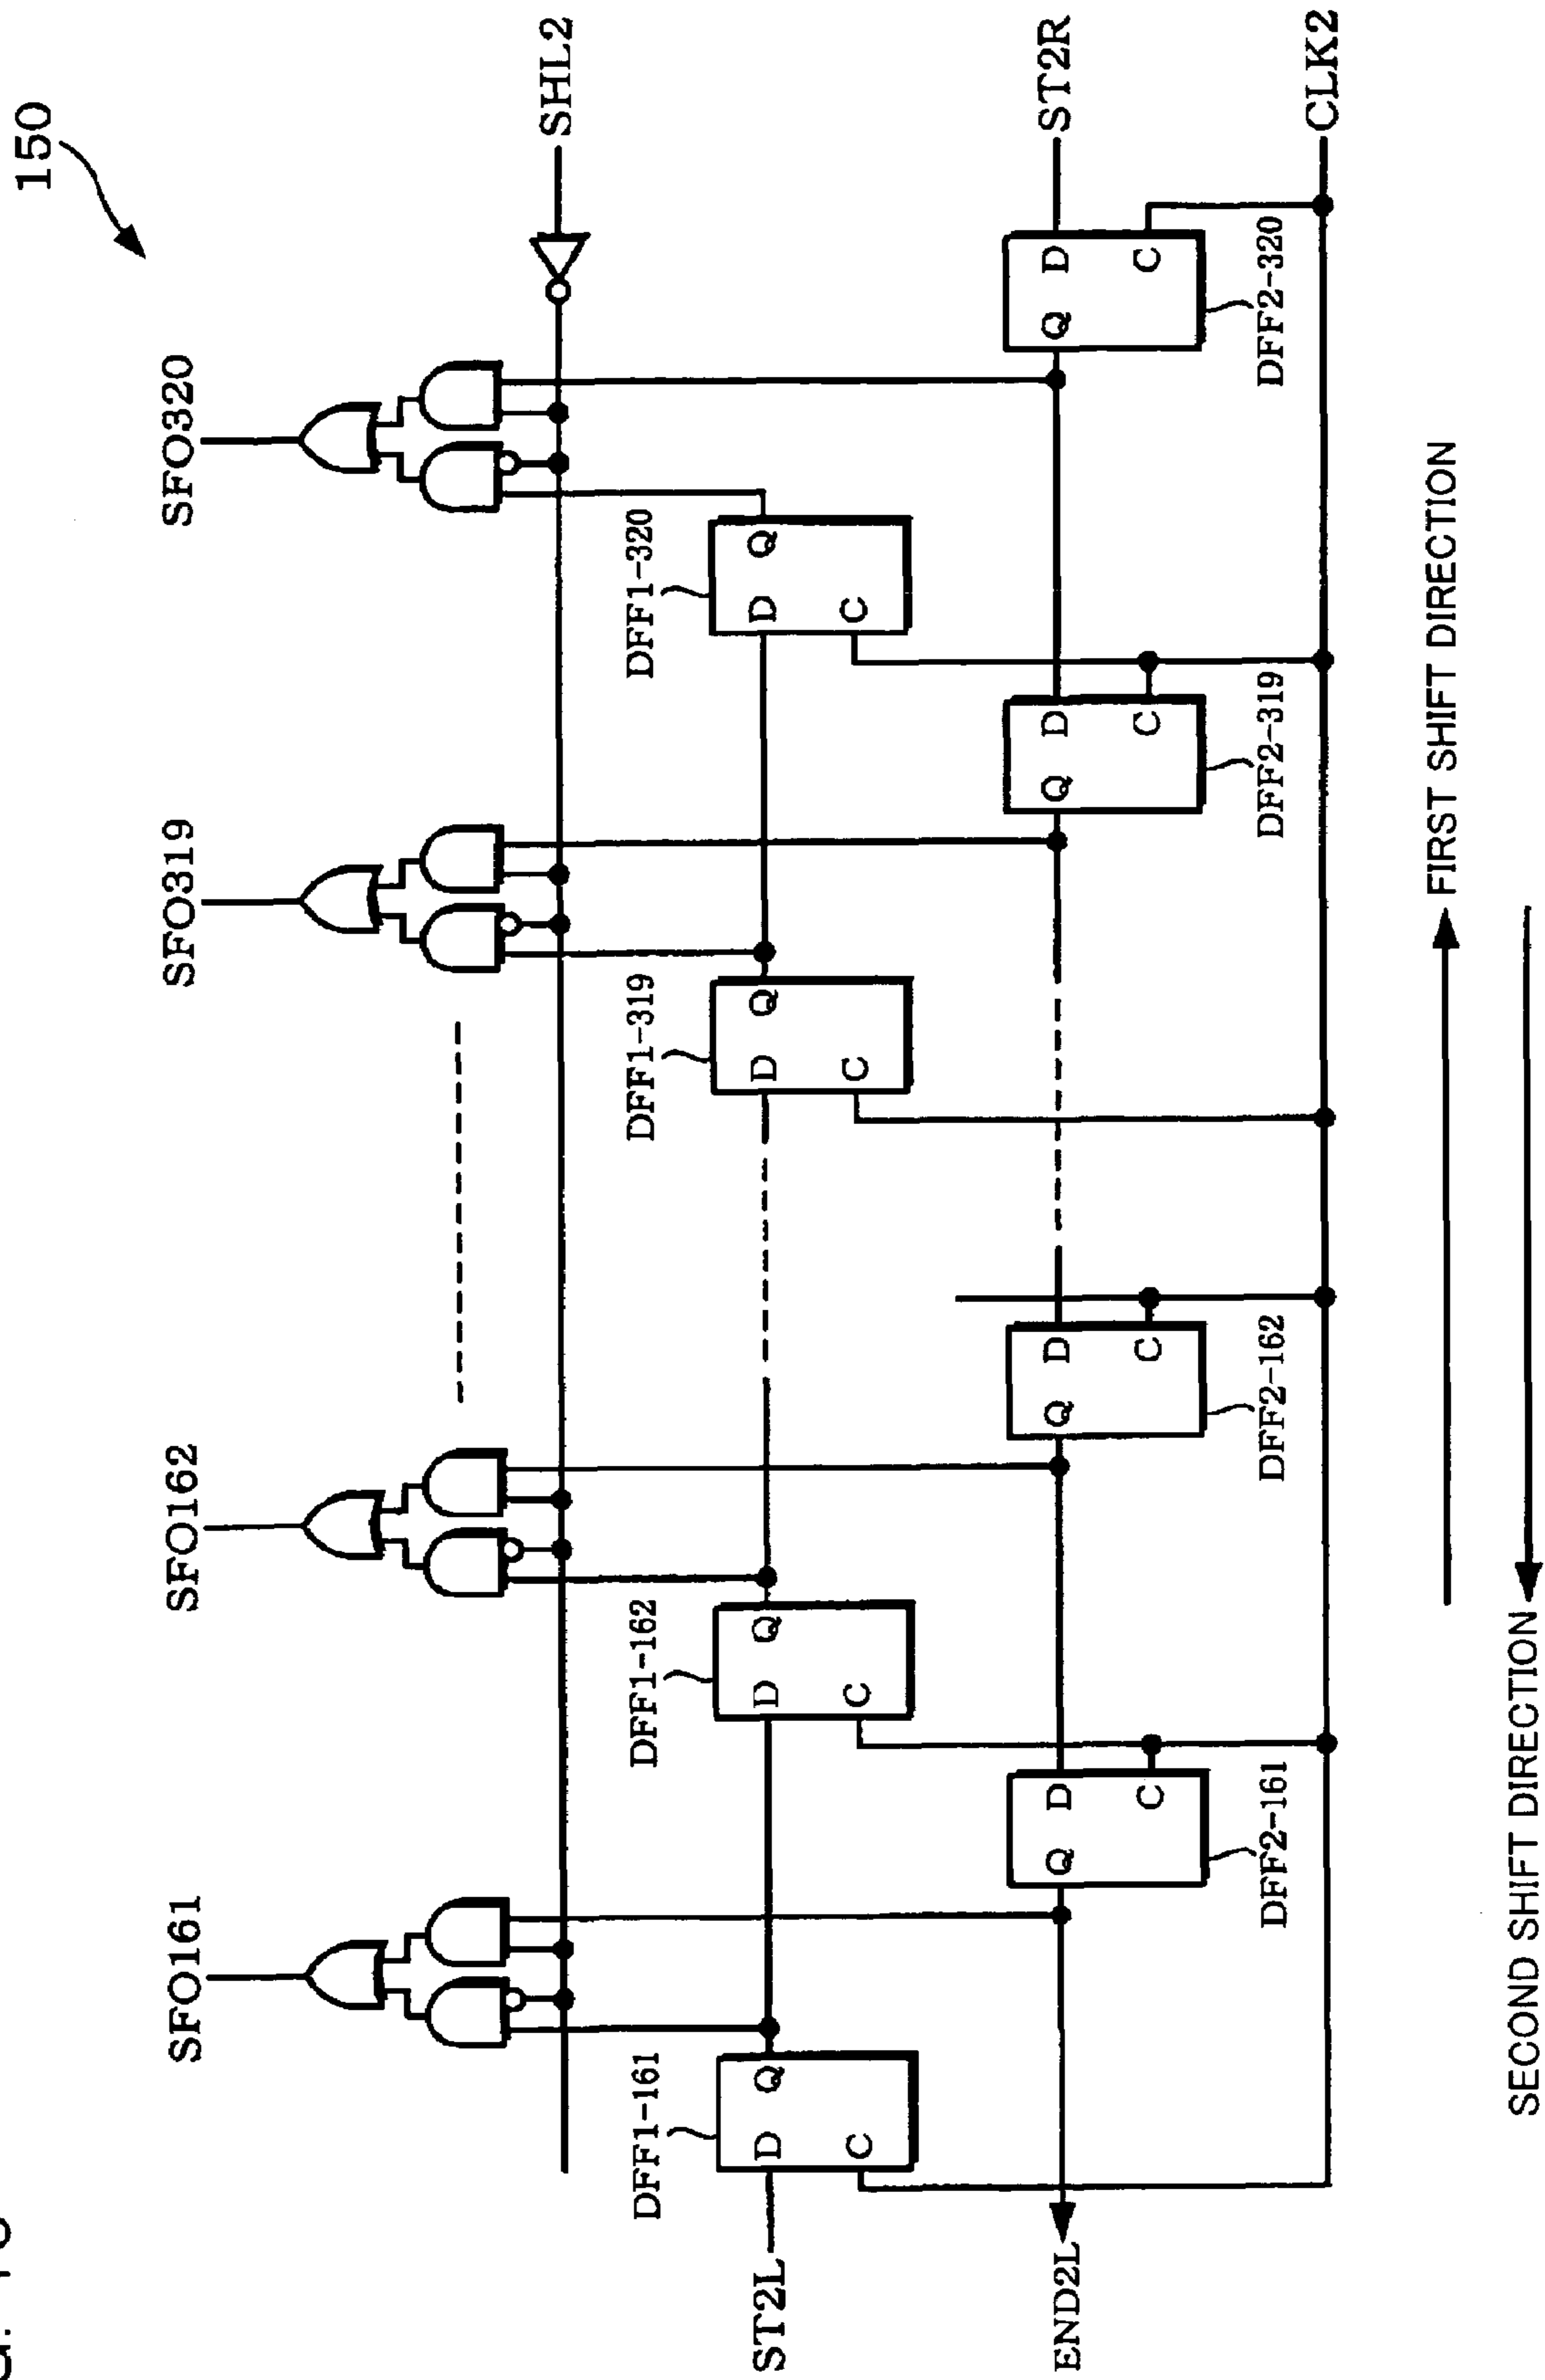 150
SFO161
SFO162
SFO319
SFO320
SHL2
DFF1-161
DFF1-162
DFF1-319
DFF1-320
ST2L
D
Q
C
D
Q
C
D
Q
C
D
Q
C
ST2R
END2L
Q
D
C
Q
D
C
Q
D
C
Q
D
C
DFF2-161
DFF2-162
DFF2-319
DFF2-320
CLK2
FIRST SHIFT DIRECTION
SECOND SHIFT DIRECTION